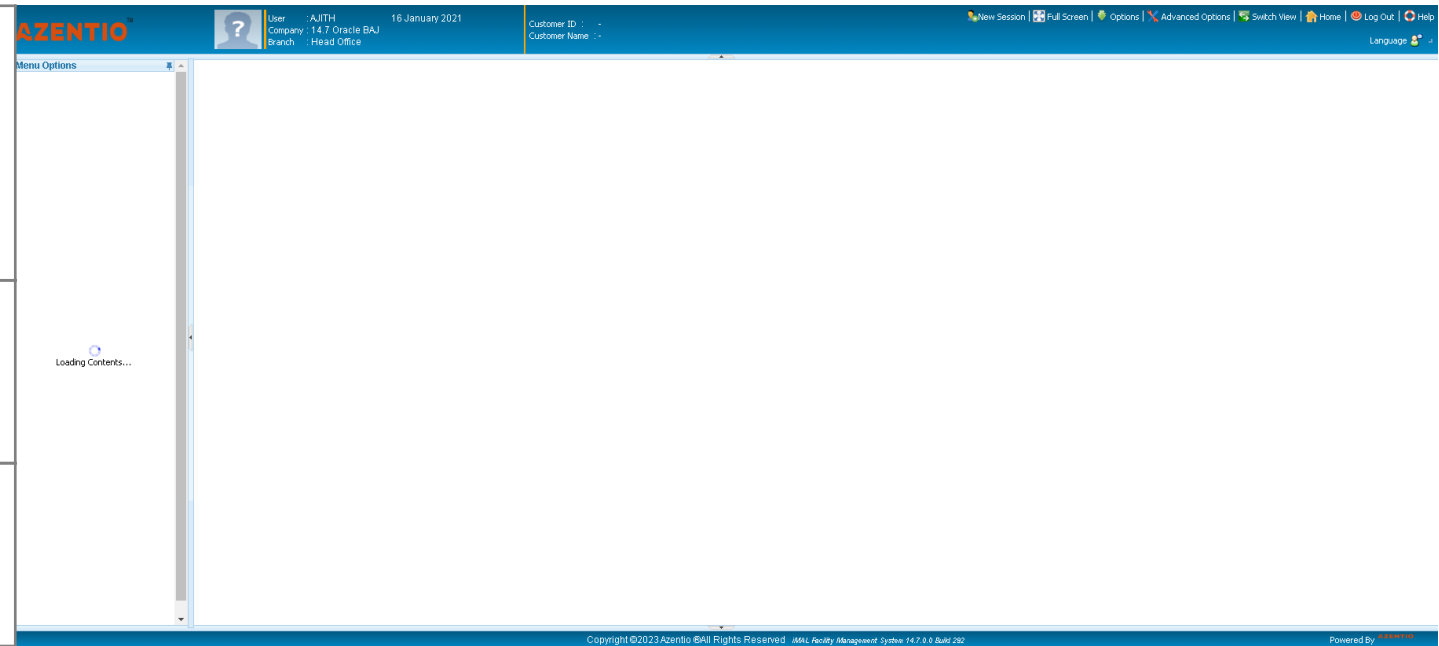 AZENTIO™
User : AJITH 16 January 2021
Company : 14.7 Oracle BAJ
Branch : Head Office
Customer ID : -
Customer Name : -
New Session | Full Screen | Options | Advanced Options | Switch View | Home | Log Out | Help
Language
Menu Options
Loading Contents...
Copyright ©2023 Azentio ®All Rights Reserved iMAL Facility Management System 14.7.0.0 Build 292
Powered By AZENTIO